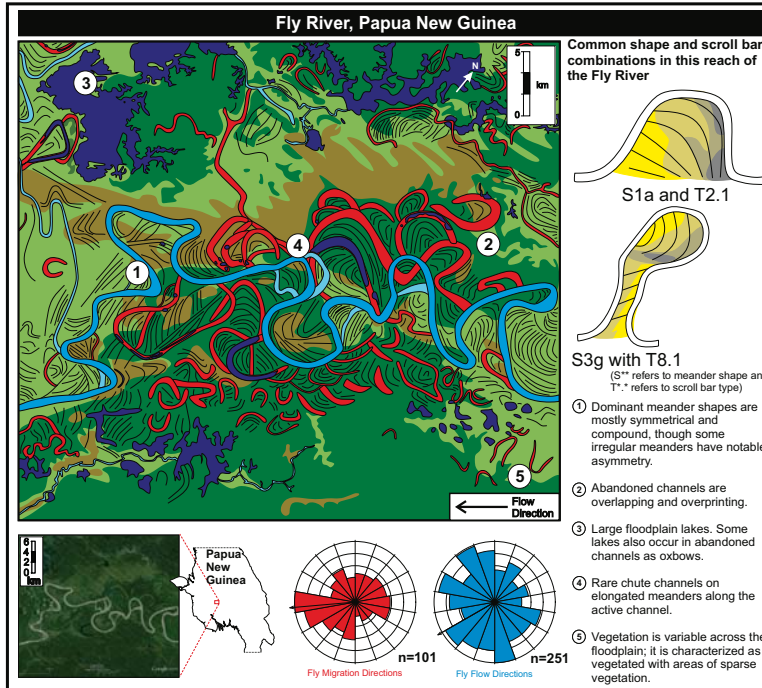 Fly River, Papua New Guinea
3
N
5
km
0
4
2
1
5
Flow
Direction
Common shape and scroll bar
combinations in this reach of
the Fly River
S1a and T2.1
S3g with T8.1
(S** refers to meander shape an
T*.* refers to scroll bar type)
1 Dominant meander shapes are
mostly symmetrical and
compound, though some
irregular meanders have notable
asymmetry.
2 Abandoned channels are
overlapping and overprinting.
3 Large floodplain lakes. Some
lakes also occur in abandoned
channels as oxbows.
4 Rare chute channels on
elongated meanders along the
active channel.
5 Vegetation is variable across the
floodplain; it is characterized as
vegetated with areas of sparse
vegetation.
6
4
2
0
km
Papua
New
Guinea
n=101
Fly Migration Directions
n=251
Fly Flow Directions